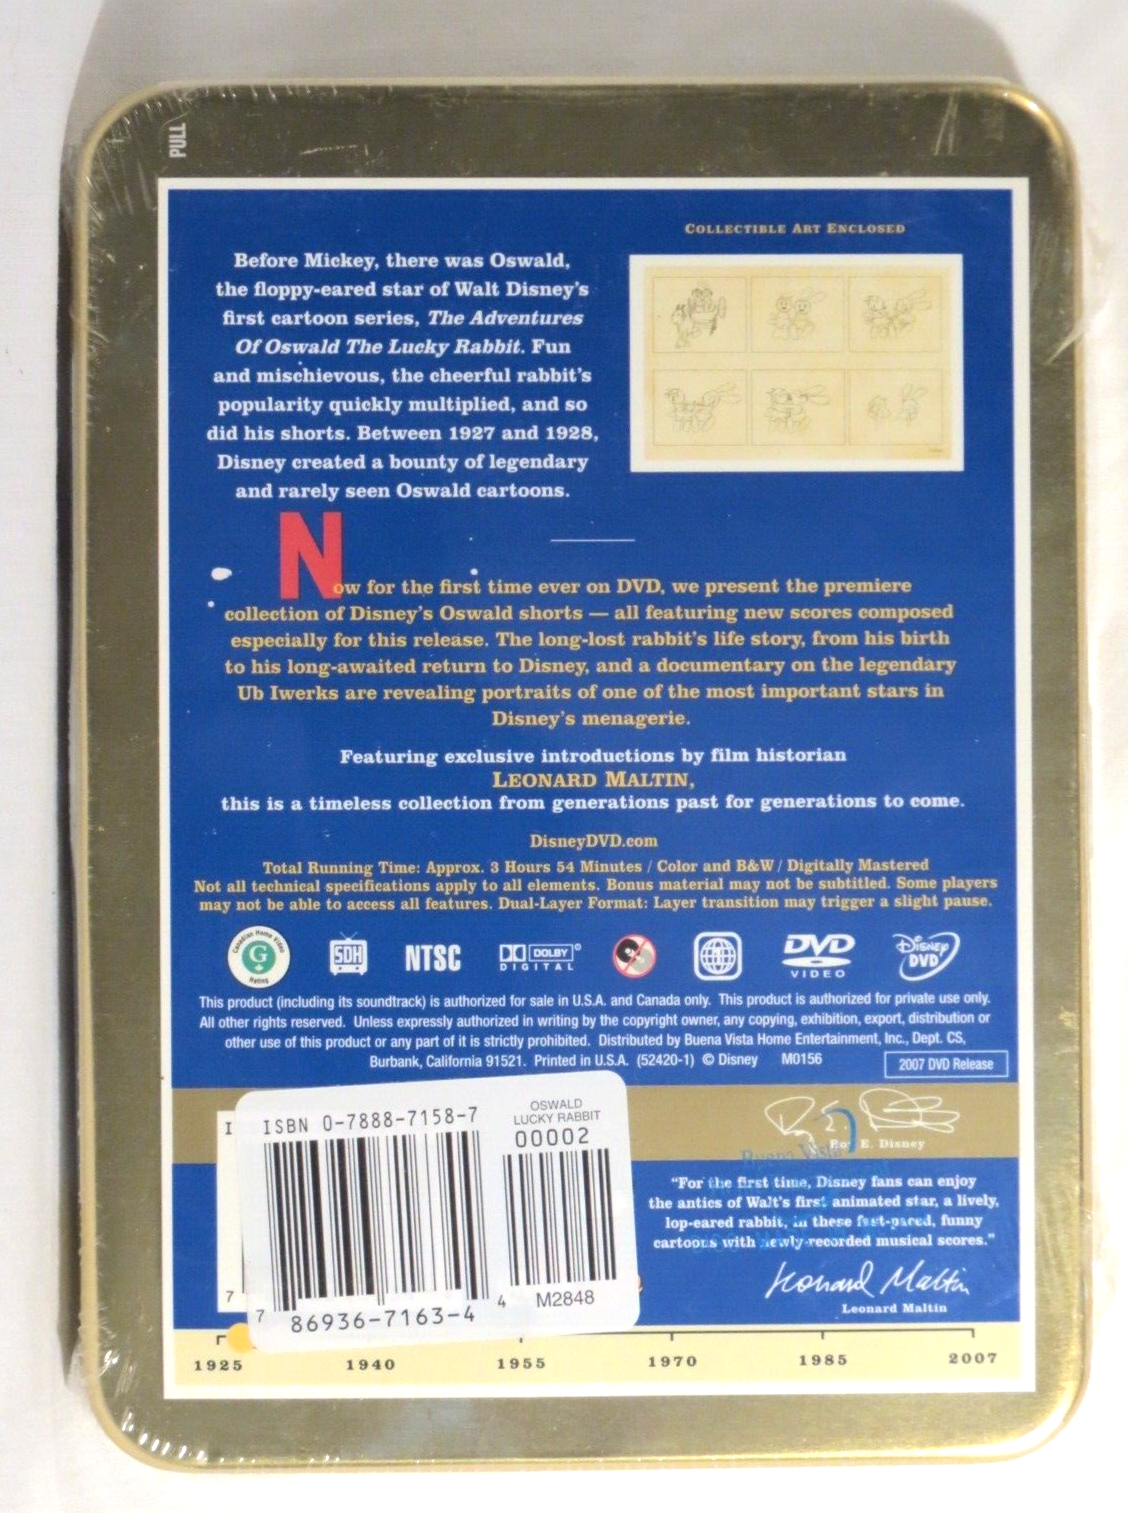 PULL
COLLECTIBLE ART ENCLOSED
Before Mickey, there was Oswald,
the floppy-eared star of Walt Disney's
first cartoon series, The Adventures
Of Oswald The Lucky Rabbit. Fun
and mischievous, the cheerful rabbit's
popularity quickly multiplied, and so
did his shorts. Between 1927 and 1928,
Disney created a bounty of legendary
and rarely seen Oswald cartoons.
Now for the first time ever on DVD, we present the premiere
collection of Disney's Oswald shorts — all featuring new scores composed
especially for this release. The long-lost rabbit's life story, from his birth
to his long-awaited return to Disney, and a documentary on the legendary
Ub Iwerks are revealing portraits of one of the most important stars in
Disney's menagerie.
Featuring exclusive introductions by film historian
LEONARD MALTIN,
this is a timeless collection from generations past for generations to come.
DisneyDVD.com
Total Running Time: Approx. 3 Hours 54 Minutes / Color and B&W / Digitally Mastered
Not all technical specifications apply to all elements. Bonus material may not be subtitled. Some players
may not be able to access all features. Dual-Layer Format: Layer transition may trigger a slight pause.
Canadian Home Video
G
Rating
SDH
NTSC
DOLBY
DIGITAL
DVD
VIDEO
DISNEY
DVD
This product (including its soundtrack) is authorized for sale in U.S.A. and Canada only. This product is authorized for private use only.
All other rights reserved. Unless expressly authorized in writing by the copyright owner, any copying, exhibition, export, distribution or
other use of this product or any part of it is strictly prohibited. Distributed by Buena Vista Home Entertainment, Inc., Dept. CS,
Burbank, California 91521. Printed in U.S.A. (52420-1) © Disney M0156
2007 DVD Release
I
ISBN 0-7888-7158-7
OSWALD
LUCKY RABBIT
00002
7
7
86936-7163-4
4
M2848
Roy E. Disney
Buena Vista
"For the first time, Disney fans can enjoy
the antics of Walt's first animated star, a lively,
lop-eared rabbit, in these fast-paced, funny
cartoons with newly-recorded musical scores."
Leonard Maltin
Leonard Maltin
1925 1940 1955 1970 1985 2007